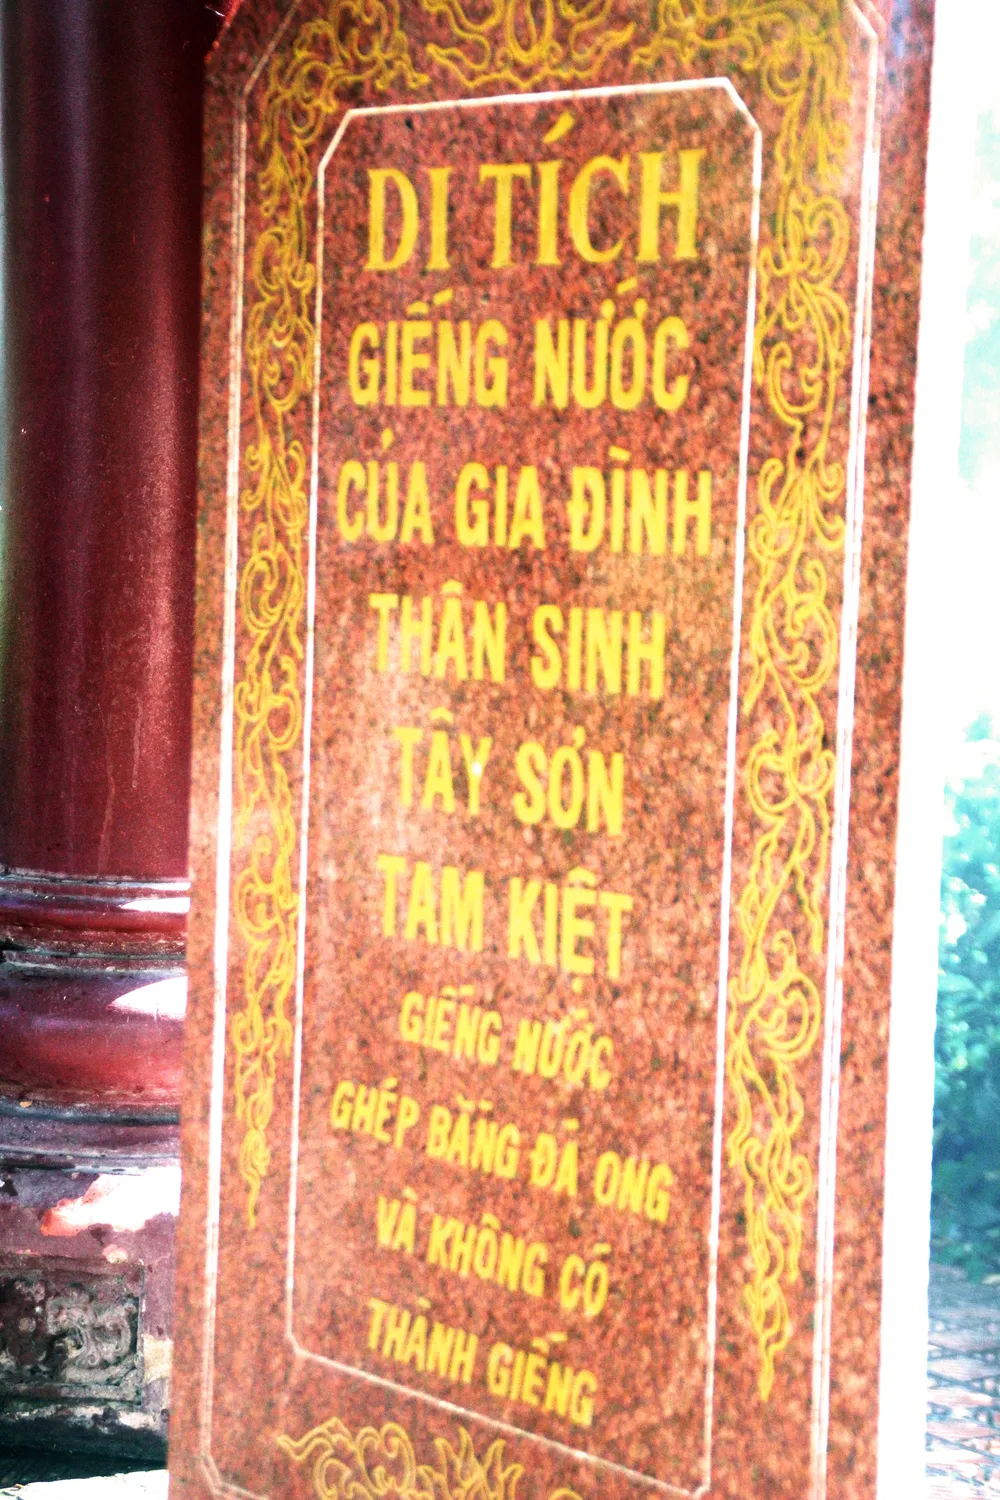 DI TÍCH
GIẾNG NƯỚC
CỦA GIA ĐÌNH
THÂN SINH
TÂY SƠN
TAM KIỆT
GIẾNG NƯỚC
GHÉP BẰNG ĐÁ ONG
VÀ KHÔNG CÓ
THÀNH GIẾNG